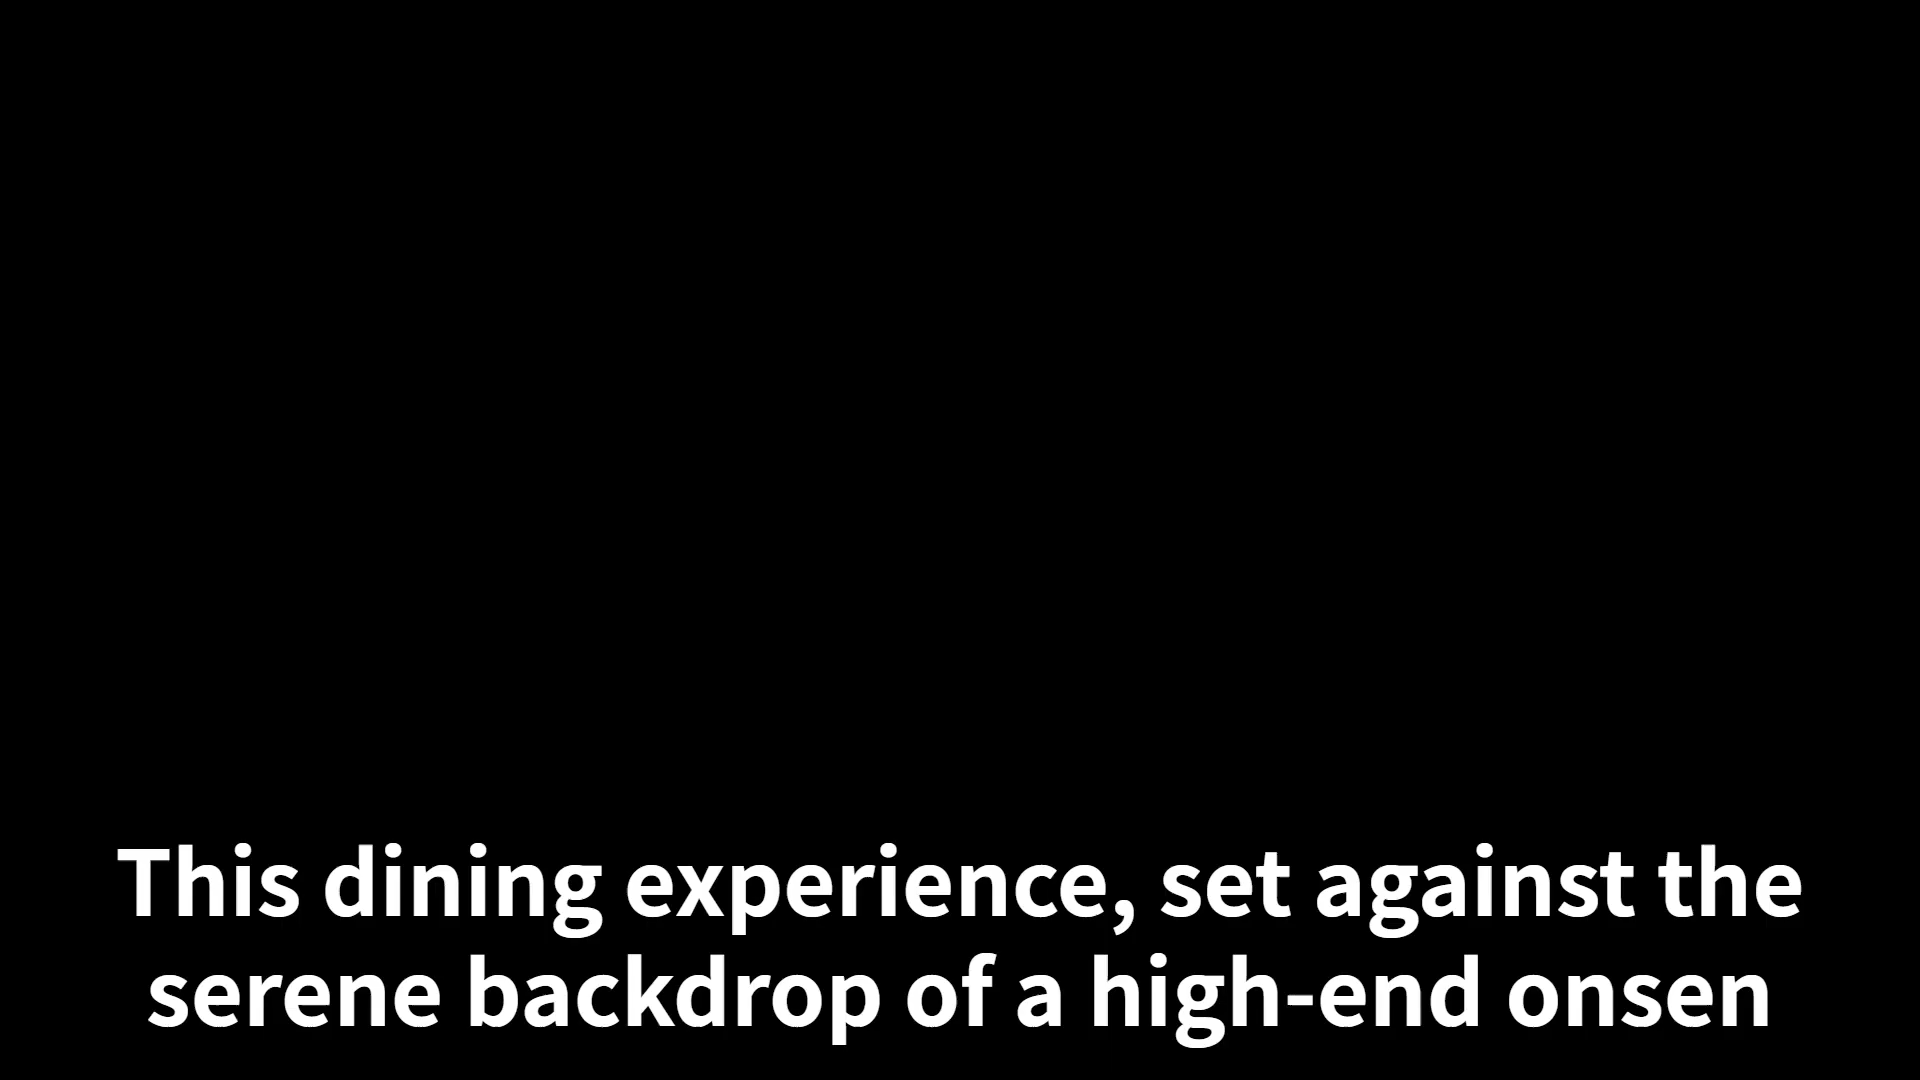 This dining experience, set against the
serene backdrop of a high-end onsen